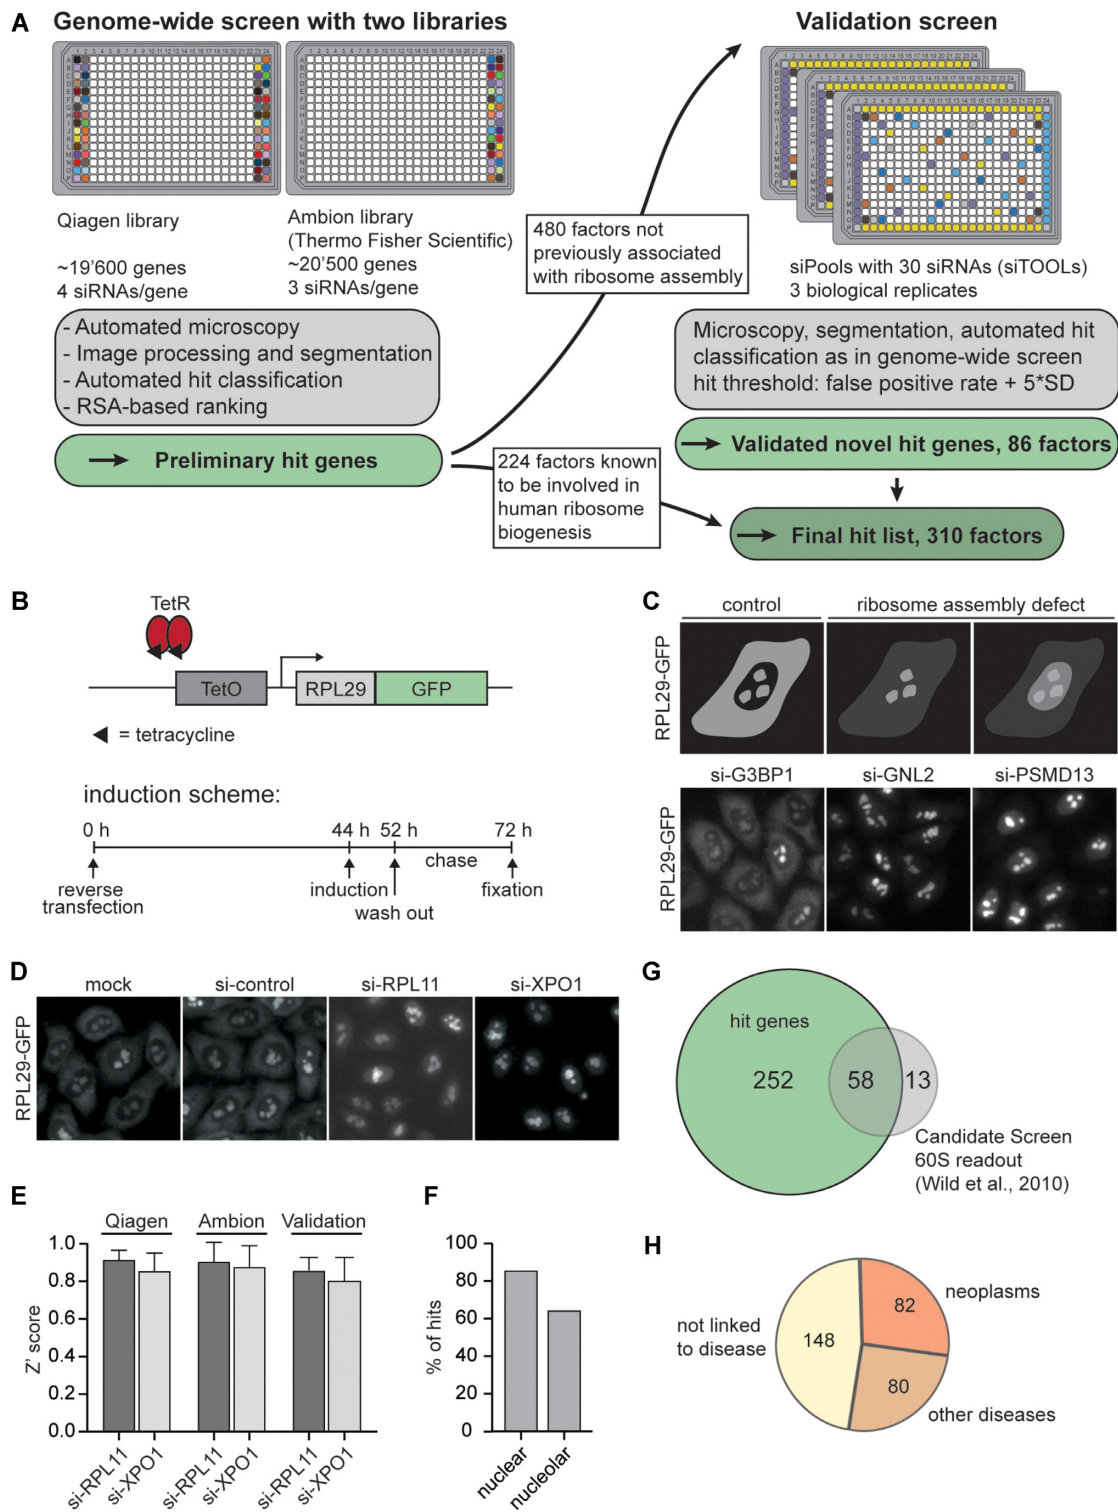 A
Genome-wide screen with two libraries
Validation screen
Qiagen library
~19'600 genes
4 siRNAs/gene
Ambion library
(Thermo Fisher Scientific)
~20'500 genes
3 siRNAs/gene
480 factors not
previously associated
with ribosome assembly
siPools with 30 siRNAs (siTOOLs)
3 biological replicates
- Automated microscopy
- Image processing and segmentation
- Automated hit classification
- RSA-based ranking
Microscopy, segmentation, automated hit
classification as in genome-wide screen
hit threshold: false positive rate + 5*SD
Preliminary hit genes
Validated novel hit genes, 86 factors
224 factors known
to be involved in
human ribosome
biogenesis
Final hit list, 310 factors
B
TetR
TetO
RPL29
GFP
= tetracycline
induction scheme:
0 h
44 h
52 h
72 h
chase
reverse
transfection
induction
wash out
fixation
C
control
ribosome assembly defect
RPL29-GFP
si-G3BP1
si-GNL2
si-PSMD13
RPL29-GFP
D
mock
si-control
si-RPL11
si-XPO1
RPL29-GFP
E
Qiagen
Ambion
Validation
Z' score
1.0
0.8
0.6
0.4
0.2
0.0
si-RPL11
si-XPO1
si-RPL11
si-XPO1
si-RPL11
si-XPO1
F
% of hits
100
80
60
40
20
0
nuclear
nucleolar
G
hit genes
252
58
13
Candidate Screen
60S readout
(Wild et al., 2010)
H
82
neoplasms
not linked
to disease
148
80
other diseases